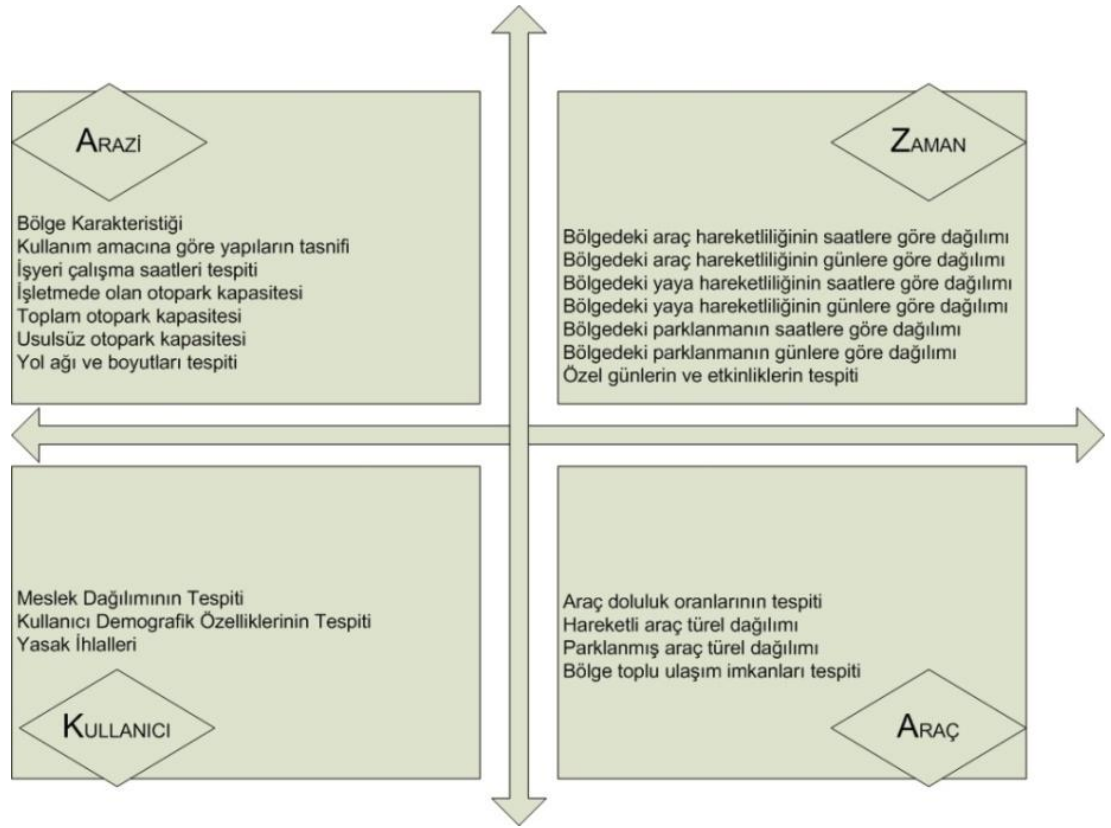 ARAZİ
Bölge Karakteristiği
Kullanım amacına göre yapıların tasnifi
İşyeri çalışma saatleri tespiti
İşletmede olan otopark kapasitesi
Toplam otopark kapasitesi
Usulsüz otopark kapasitesi
Yol ağı ve boyutları tespiti
ZAMAN
Bölgedeki araç hareketliliğinin saatlere göre dağılımı
Bölgedeki araç hareketliliğinin günlere göre dağılımı
Bölgedeki yaya hareketliliğinin saatlere göre dağılımı
Bölgedeki yaya hareketliliğinin günlere göre dağılımı
Bölgedeki parklanmanın saatlere göre dağılımı
Bölgedeki parklanmanın günlere göre dağılımı
Özel günlerin ve etkinliklerin tespiti
Meslek Dağılımının Tespiti
Kullanıcı Demografik Özelliklerinin Tespiti
Yasak İhlalleri
KULLANICI
Araç doluluk oranlarının tespiti
Hareketli araç türel dağılımı
Parklanmış araç türel dağılımı
Bölge toplu ulaşım imkanları tespiti
ARAÇ